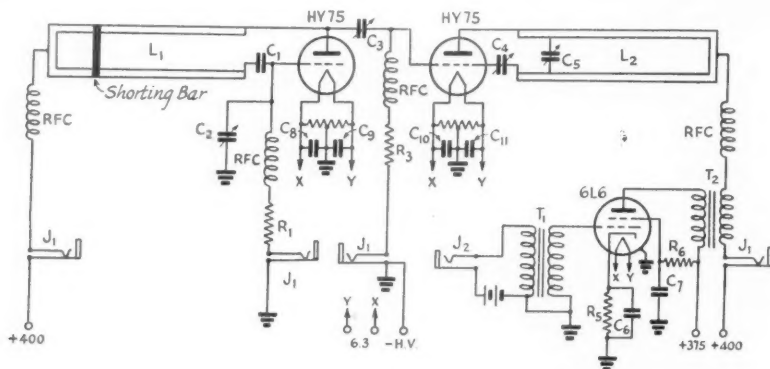 HY75 HY75
L₁ C₁ C₃ C₄ C₅ L₂
Shorting Bar
RFC C₂ C₈ C₉ RFC C₁₀ C₁₁ RFC
RFC R₃
X Y X Y
6L6 T₂
R₁ J₂ T₁ R₆ J₁
J₁ J₁ J₁ X Y C₇
R₅ C₆
Y X
+400 6.3 -H.V. +375 +400